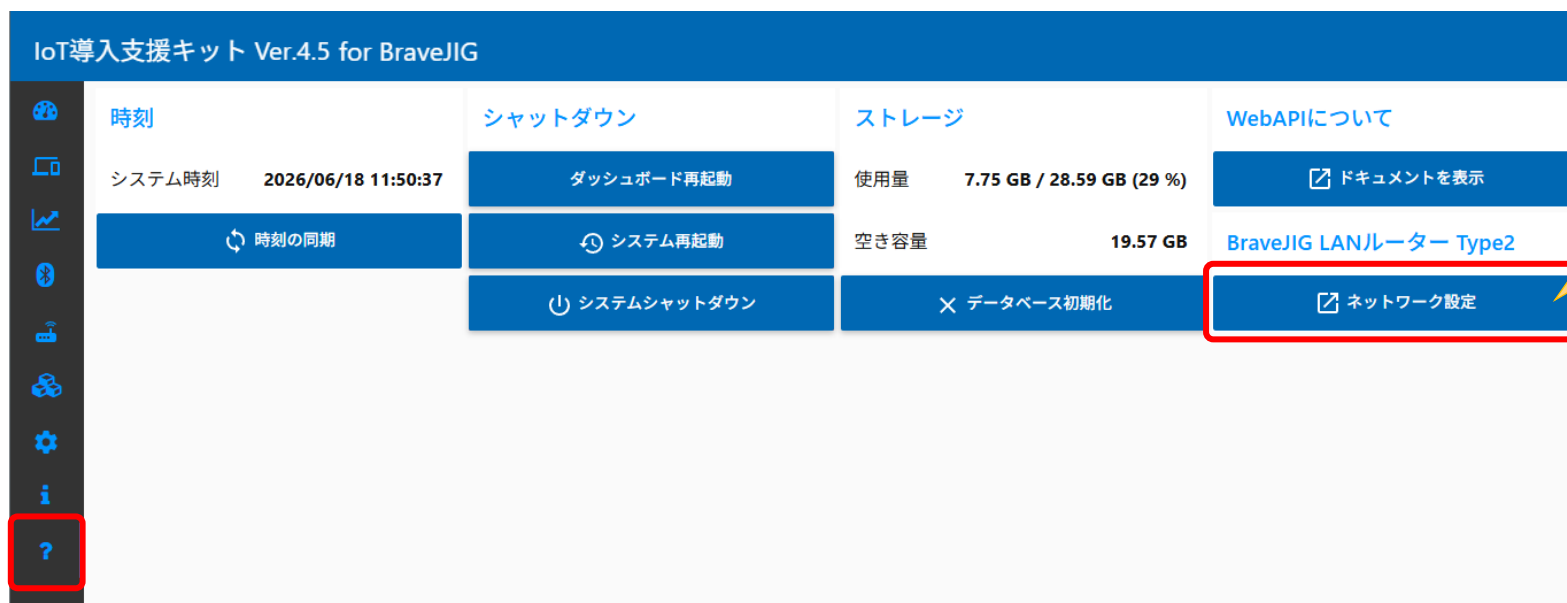 IoT導入支援キット Ver.4.5 for BraveJIG
時刻
システム時刻 2026/06/18 11:50:37
時刻の同期
シャットダウン
ダッシュボード再起動
システム再起動
システムシャットダウン
ストレージ
使用量 7.75 GB / 28.59 GB (29 %)
空き容量 19.57 GB
データベース初期化
WebAPIについて
ドキュメントを表示
BraveJIG LANルーター Type2
ネットワーク設定
?